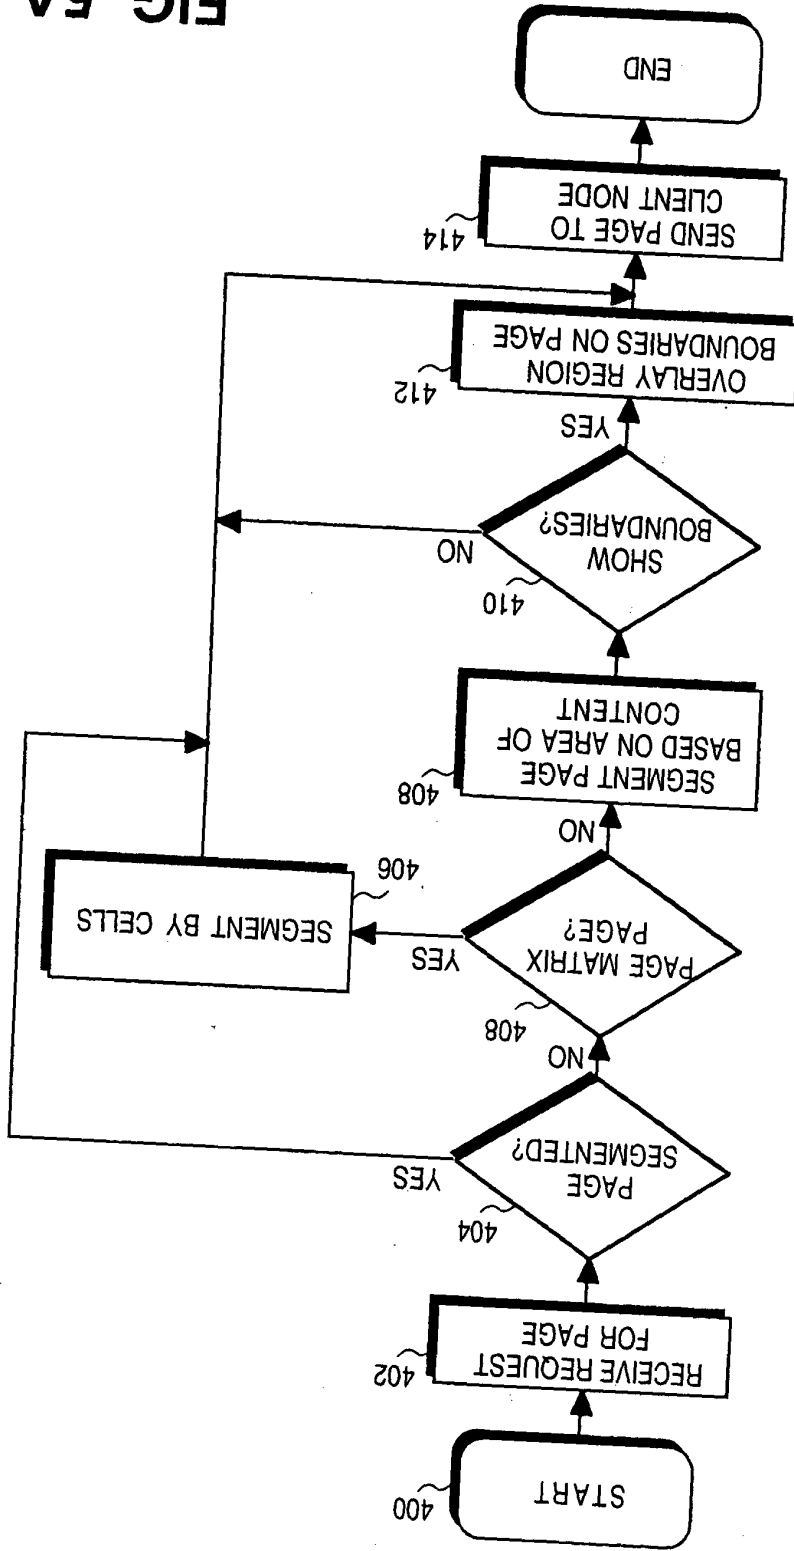 START
400
RECEIVE REQUEST
FOR PAGE
402
PAGE
SEGMENTED?
404
YES
NO
PAGE MATRIX
PAGE?
408
YES
SEGMENT BY CELLS
406
NO
SEGMENT PAGE
BASED ON AREA OF
CONTENT
408
SHOW
BOUNDARIES?
410
NO
YES
OVERLAY REGION
BOUNDARIES ON PAGE
412
SEND PAGE TO
CLIENT NODE
414
END
FIG 5A